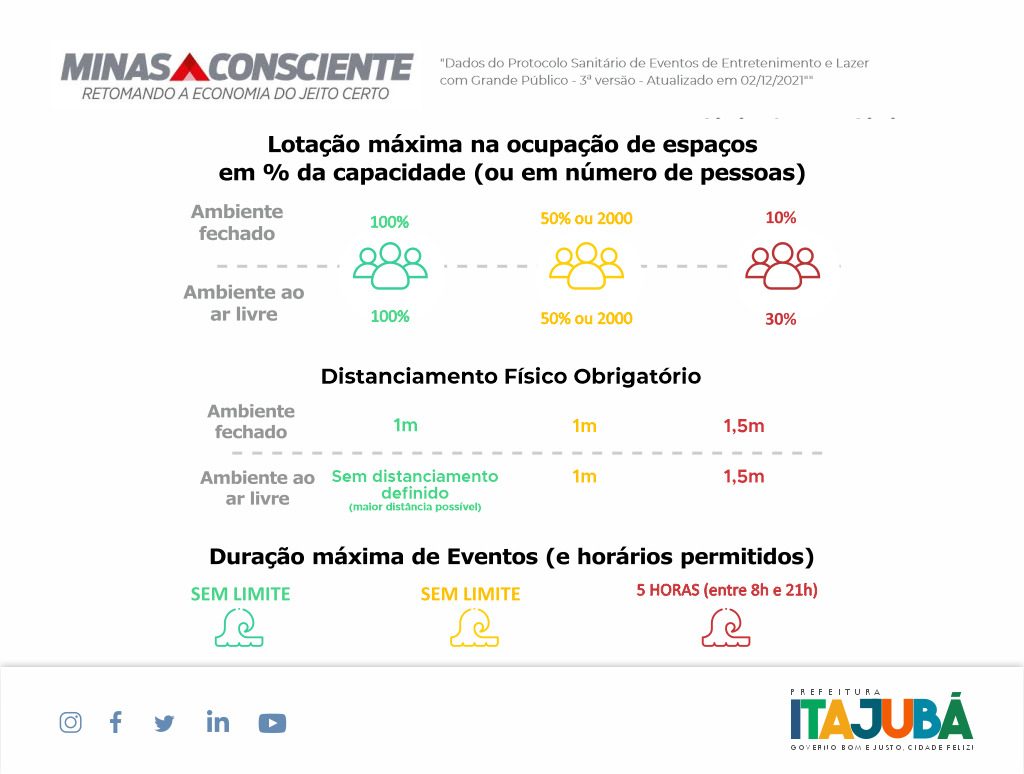 MINAS CONSCIENTE
RETOMANDO A ECONOMIA DO JEITO CERTO
"Dados do Protocolo Sanitário de Eventos de Entretenimento e Lazer
com Grande Público - 3ª versão - Atualizado em 02/12/2021""
Lotação máxima na ocupação de espaços
em % da capacidade (ou em número de pessoas)
Ambiente
fechado
100%
50% ou 2000
10%
Ambiente ao
ar livre
100%
50% ou 2000
30%
Distanciamento Físico Obrigatório
Ambiente
fechado
1m
1m
1,5m
Ambiente ao
ar livre
Sem distanciamento
definido
(maior distância possível)
1m
1,5m
Duração máxima de Eventos (e horários permitidos)
SEM LIMITE
SEM LIMITE
5 HORAS (entre 8h e 21h)
PREFEITURA
ITAJUBÁ
GOVERNO BOM E JUSTO, CIDADE FELIZ!